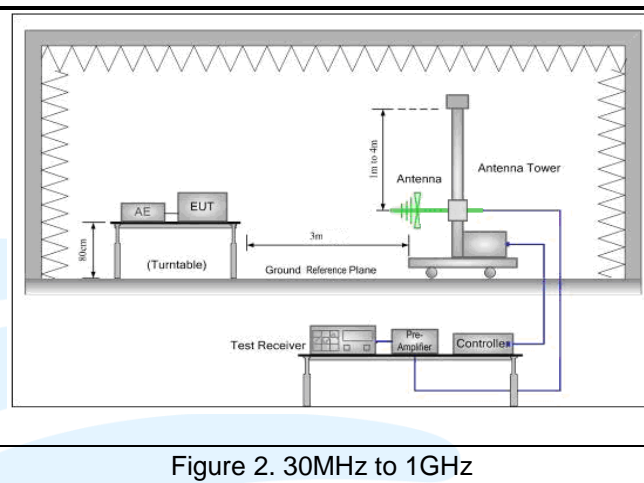 1m to 4m
Antenna
Antenna Tower
AE
EUT
80cm
(Turntable)
3m
Ground Reference Plane
Test Receiver
Pre-
Amplifier
Controller
Figure 2. 30MHz to 1GHz